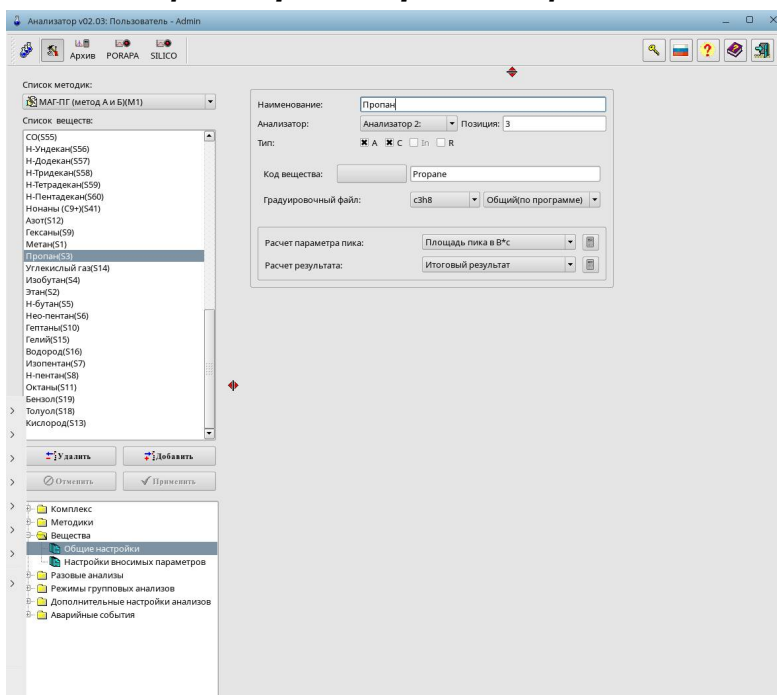 Анализатор v02.03: Пользователь - Admin
Архив PORAPA SILICO
Список методик:
МАГ-ПГ (метод А и Б)(M1)
Список веществ:
CO(S55)
Н-Ундекан(S56)
Н-Додекан(S57)
Н-Тридекан(S58)
Н-Тетрадекан(S59)
Н-Пентадекан(S60)
Нонаны (С9+)(S41)
Азот(S12)
Гексаны(S9)
Метан(S1)
Пропан(S3)
Углекислый газ(S14)
Изобутан(S4)
Этан(S2)
Н-бутан(S5)
Нео-пентан(S6)
Гептаны(S10)
Гелий(S15)
Водород(S16)
Изопентан(S7)
Н-пентан(S8)
Октаны(S11)
Бензол(S19)
Толуол(S18)
Кислород(S13)
Удалить Добавить
Отменить Применить
Комплекс
Методики
Вещества
Общие настройки
Настройки вносимых параметров
Разовые анализы
Режимы групповых анализов
Дополнительные настройки анализов
Аварийные события
Наименование: Пропан
Анализатор: Анализатор 2: Позиция: 3
Тип: A C In R
Код вещества: Propane
Градуировочный файл: c3h8 Общий(по программе)
Расчет параметра пика: Площадь пика в В*с
Расчет результата: Итоговый результат